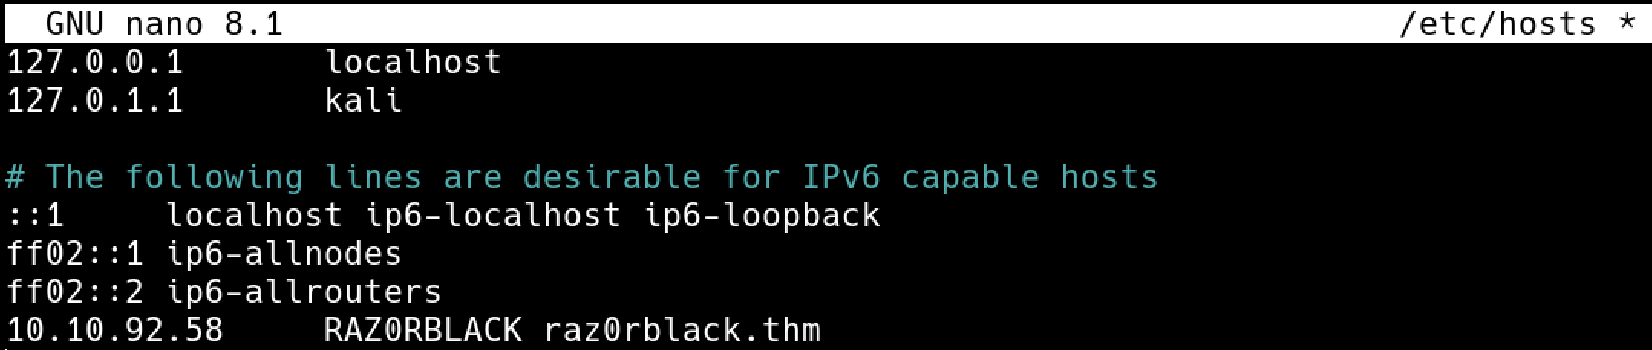 GNU nano 8.1 /etc/hosts *
127.0.0.1 localhost
127.0.1.1 kali
# The following lines are desirable for IPv6 capable hosts
::1 localhost ip6-localhost ip6-loopback
ff02::1 ip6-allnodes
ff02::2 ip6-allrouters
10.10.92.58 RAZ0RBLACK raz0rblack.thm